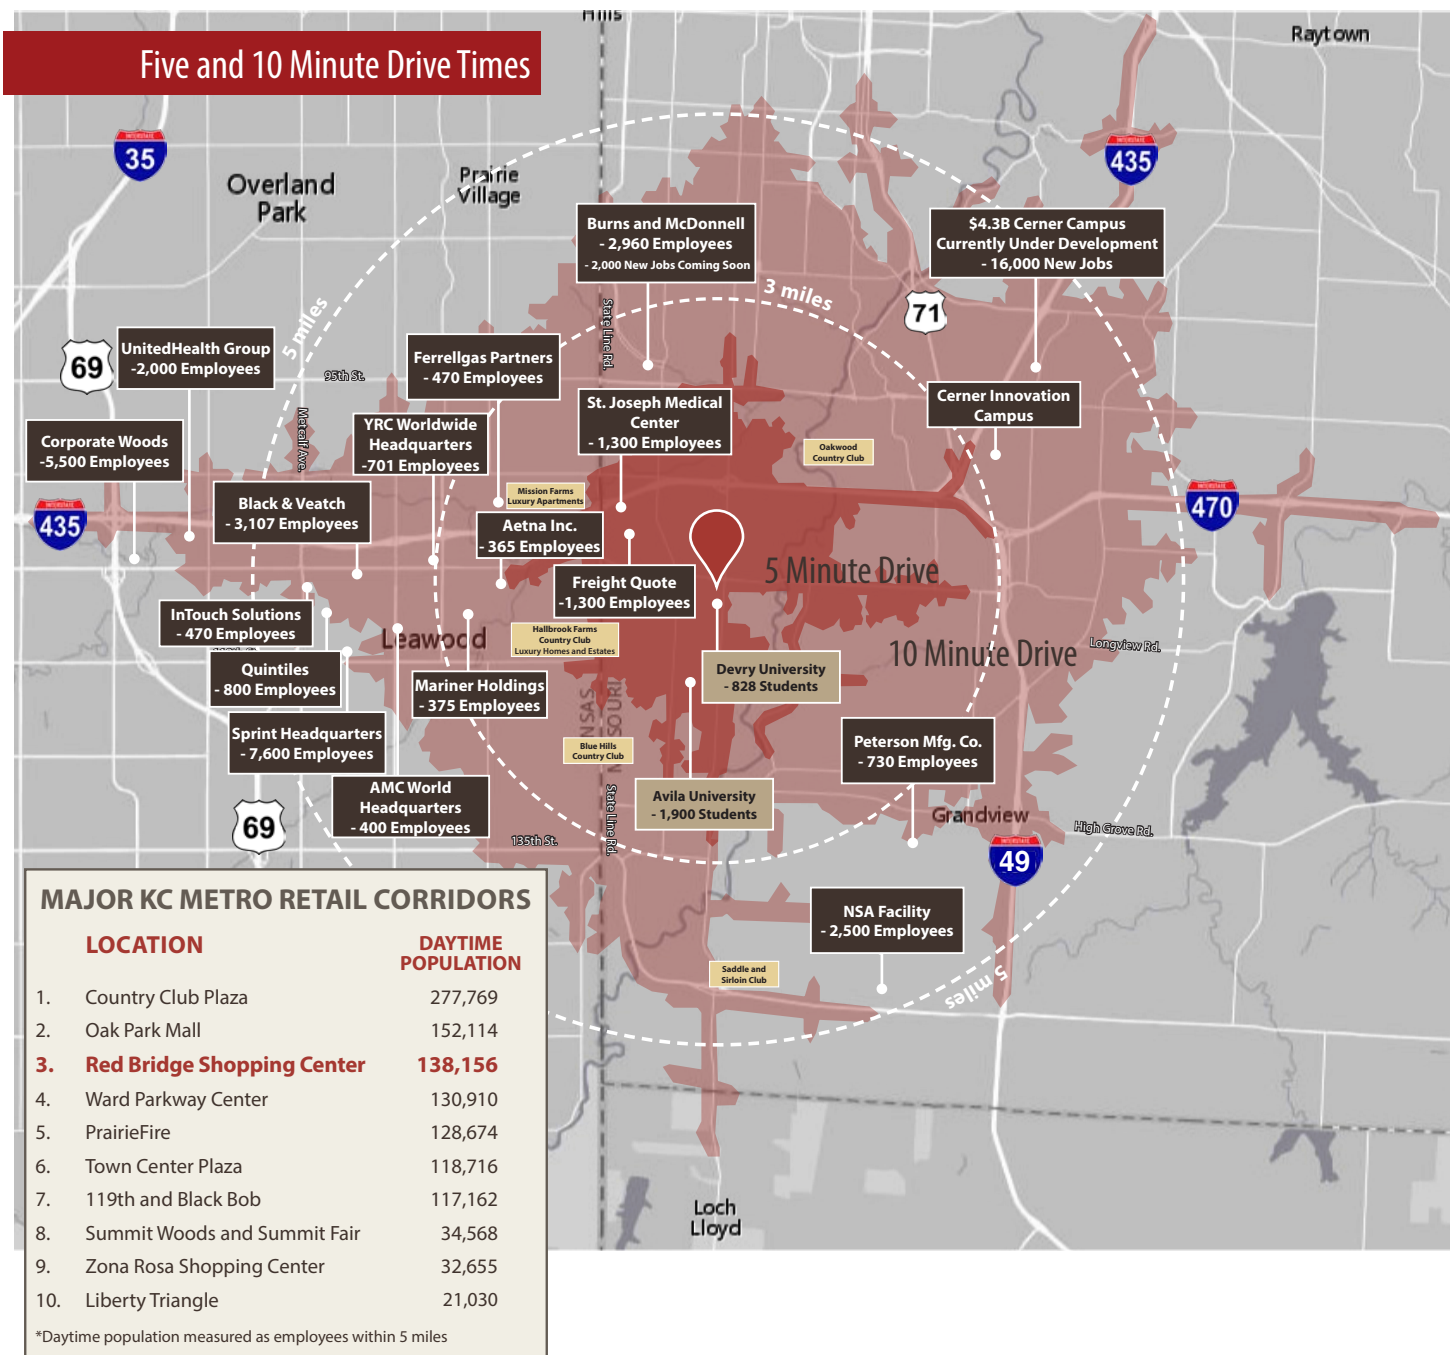 Hills
Raytown
Five and 10 Minute Drive Times
INTERSTATE
35
INTERSTATE
435
Overland
Park
Prairie
Village
Burns and McDonnell
- 2,960 Employees
- 2,000 New Jobs Coming Soon
$4.3B Cerner Campus
Currently Under Development
- 16,000 New Jobs
5 miles
3 miles
State Line Rd.
71
69
UnitedHealth Group
-2,000 Employees
Ferrellgas Partners
- 470 Employees
95th St.
Cerner Innovation
Campus
St. Joseph Medical
Center
- 1,300 Employees
Metcalf Ave.
YRC Worldwide
Headquarters
-701 Employees
Corporate Woods
-5,500 Employees
Oakwood
Country Club
Mission Farms
Luxury Apartments
Black & Veatch
- 3,107 Employees
INTERSTATE
435
INTERSTATE
470
Aetna Inc.
- 365 Employees
5 Minute Drive
Freight Quote
-1,300 Employees
InTouch Solutions
- 470 Employees
Leawood
Hallbrook Farms
Country Club
Luxury Homes and Estates
10 Minute Drive
Longview Rd.
Quintiles
- 800 Employees
Mariner Holdings
- 375 Employees
Devry University
- 828 Students
Sprint Headquarters
- 7,600 Employees
Blue Hills
Country Club
Peterson Mfg. Co.
- 730 Employees
AMC World
Headquarters
- 400 Employees
Avila University
- 1,900 Students
State Line Rd.
Grandview
High Grove Rd.
69
135th St.
INTERSTATE
49
NSA Facility
- 2,500 Employees
Saddle and
Sirloin Club
5 miles
Loch
Lloyd
MAJOR KC METRO RETAIL CORRIDORS
LOCATION DAYTIME
POPULATION
1. Country Club Plaza 277,769
2. Oak Park Mall 152,114
3. Red Bridge Shopping Center 138,156
4. Ward Parkway Center 130,910
5. PrairieFire 128,674
6. Town Center Plaza 118,716
7. 119th and Black Bob 117,162
8. Summit Woods and Summit Fair 34,568
9. Zona Rosa Shopping Center 32,655
10. Liberty Triangle 21,030
*Daytime population measured as employees within 5 miles